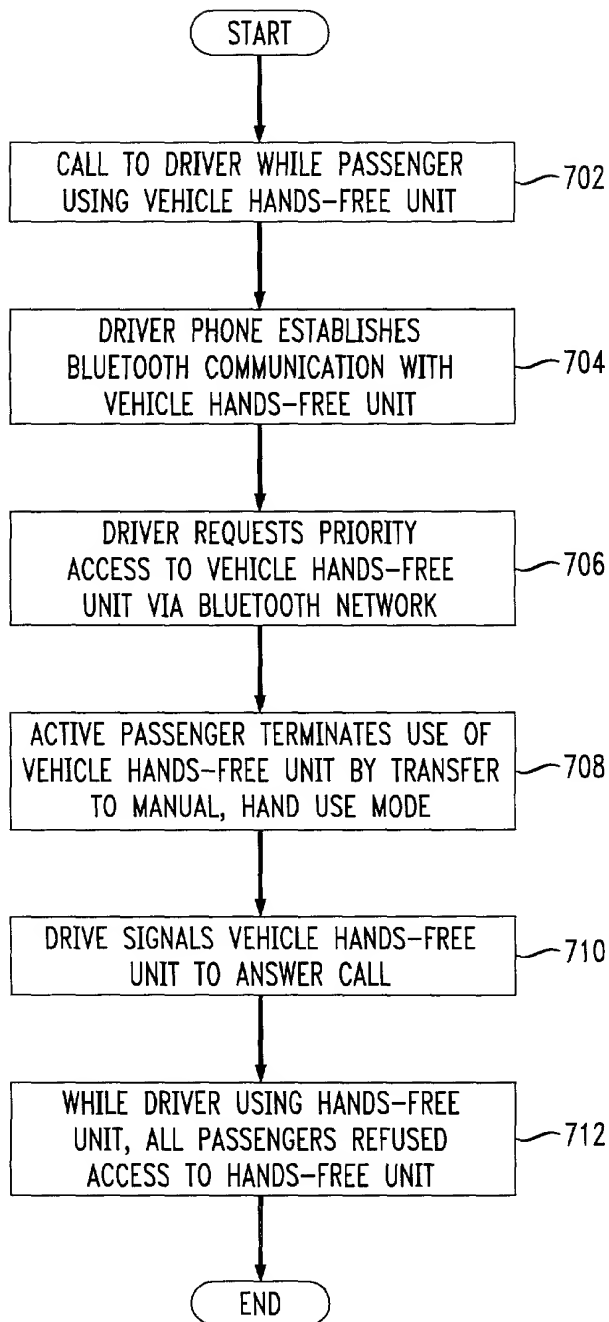 START
CALL TO DRIVER WHILE PASSENGER
USING VEHICLE HANDS-FREE UNIT
702
DRIVER PHONE ESTABLISHES
BLUETOOTH COMMUNICATION WITH
VEHICLE HANDS-FREE UNIT
704
DRIVER REQUESTS PRIORITY
ACCESS TO VEHICLE HANDS-FREE
UNIT VIA BLUETOOTH NETWORK
706
ACTIVE PASSENGER TERMINATES USE OF
VEHICLE HANDS-FREE UNIT BY TRANSFER
TO MANUAL, HAND USE MODE
708
DRIVE SIGNALS VEHICLE HANDS-FREE
UNIT TO ANSWER CALL
710
WHILE DRIVER USING HANDS-FREE
UNIT, ALL PASSENGERS REFUSED
ACCESS TO HANDS-FREE UNIT
712
END